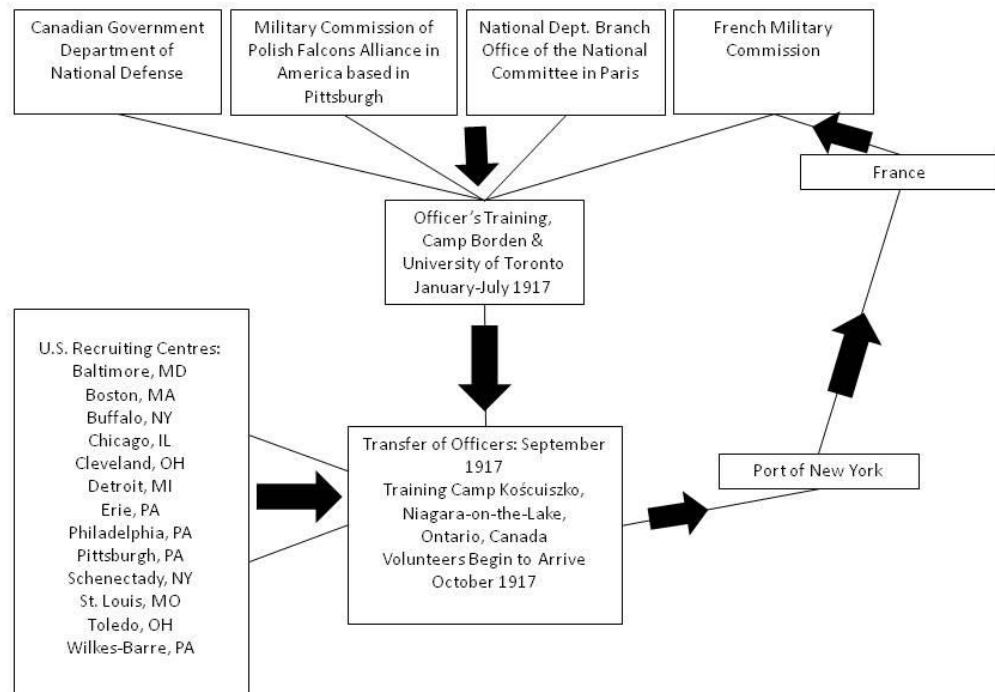 Canadian Government
Department of
National Defense
Military Commission of
Polish Falcons Alliance in
America based in
Pittsburgh
National Dept. Branch
Office of the National
Committee in Paris
French Military
Commission
France
Officer's Training,
Camp Borden &
University of Toronto
January-July 1917
U.S. Recruiting Centres:
Baltimore, MD
Boston, MA
Buffalo, NY
Chicago, IL
Cleveland, OH
Detroit, MI
Erie, PA
Philadelphia, PA
Pittsburgh, PA
Schenectady, NY
St. Louis, MO
Toledo, OH
Wilkes-Barre, PA
Transfer of Officers: September
1917
Training Camp Koścuiszko,
Niagara-on-the-Lake,
Ontario, Canada
Volunteers Begin to Arrive
October 1917
Port of New York